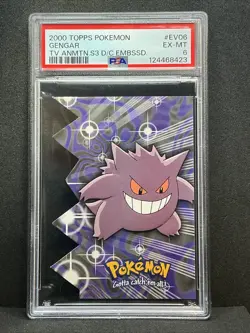 2000 TOPPS POKEMON #EV06
GENGAR EX-MT
TV ANMTN.S3 D/C EMBSSD. 6
PSA 124468423
POKéMON
Gotta catch 'em all!